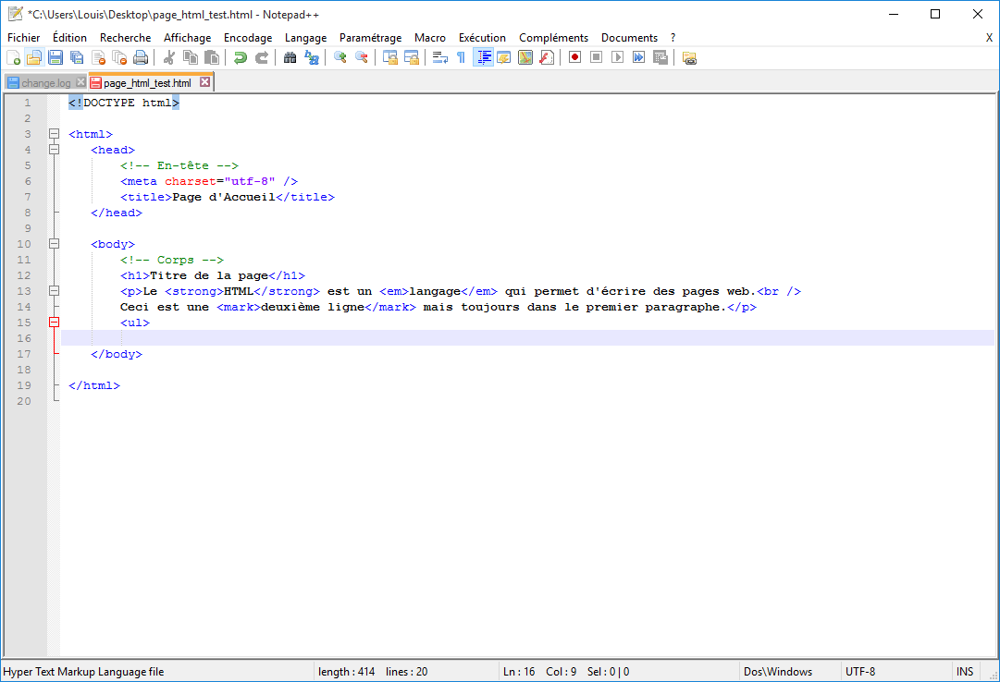 *C:\Users\Louis\Desktop\page_html_test.html - Notepad++
Fichier Édition Recherche Affichage Encodage Langage Paramétrage Macro Exécution Compléments Documents ? X
change.log page_html_test.html
1 <!DOCTYPE html>
2
3 <html>
4 <head>
5 <!-- En-tête -->
6 <meta charset="utf-8" />
7 <title>Page d'Accueil</title>
8 </head>
9
10 <body>
11 <!-- Corps -->
12 <h1>Titre de la page</h1>
13 <p>Le <strong>HTML</strong> est un <em>langage</em> qui permet d'écrire des pages web.<br />
14 Ceci est une <mark>deuxième ligne</mark> mais toujours dans le premier paragraphe.</p>
15 <ul>
16
17 </body>
18
19 </html>
20
Hyper Text Markup Language file length : 414 lines : 20 Ln : 16 Col : 9 Sel : 0 | 0 Dos\Windows UTF-8 INS